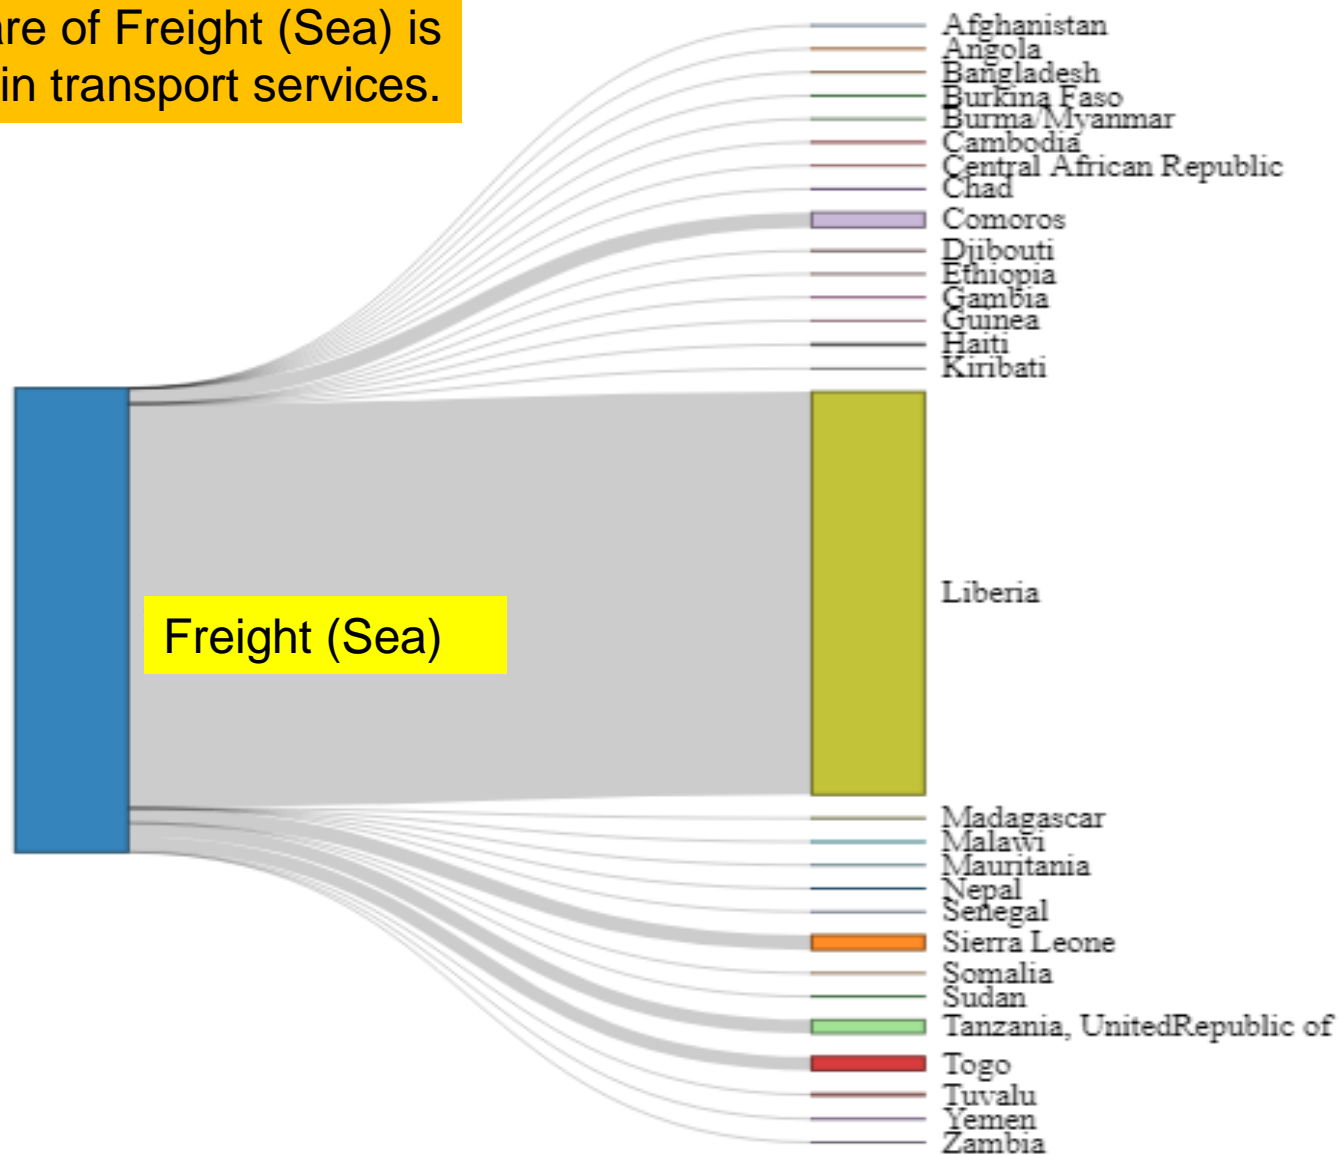 of Freight (Sea) is
in transport services.
Afghanistan
Angola
Bangladesh
Burkina Faso
Burma/Myanmar
Cambodia
Central African Republic
Chad
Comoros
Djibouti
Ethiopia
Gambia
Guinea
Haiti
Kiribati
Liberia
Freight (Sea)
Madagascar
Malawi
Mauritania
Nepal
Senegal
Sierra Leone
Somalia
Sudan
Tanzania, UnitedRepublic of
Togo
Tuvalu
Yemen
Zambia